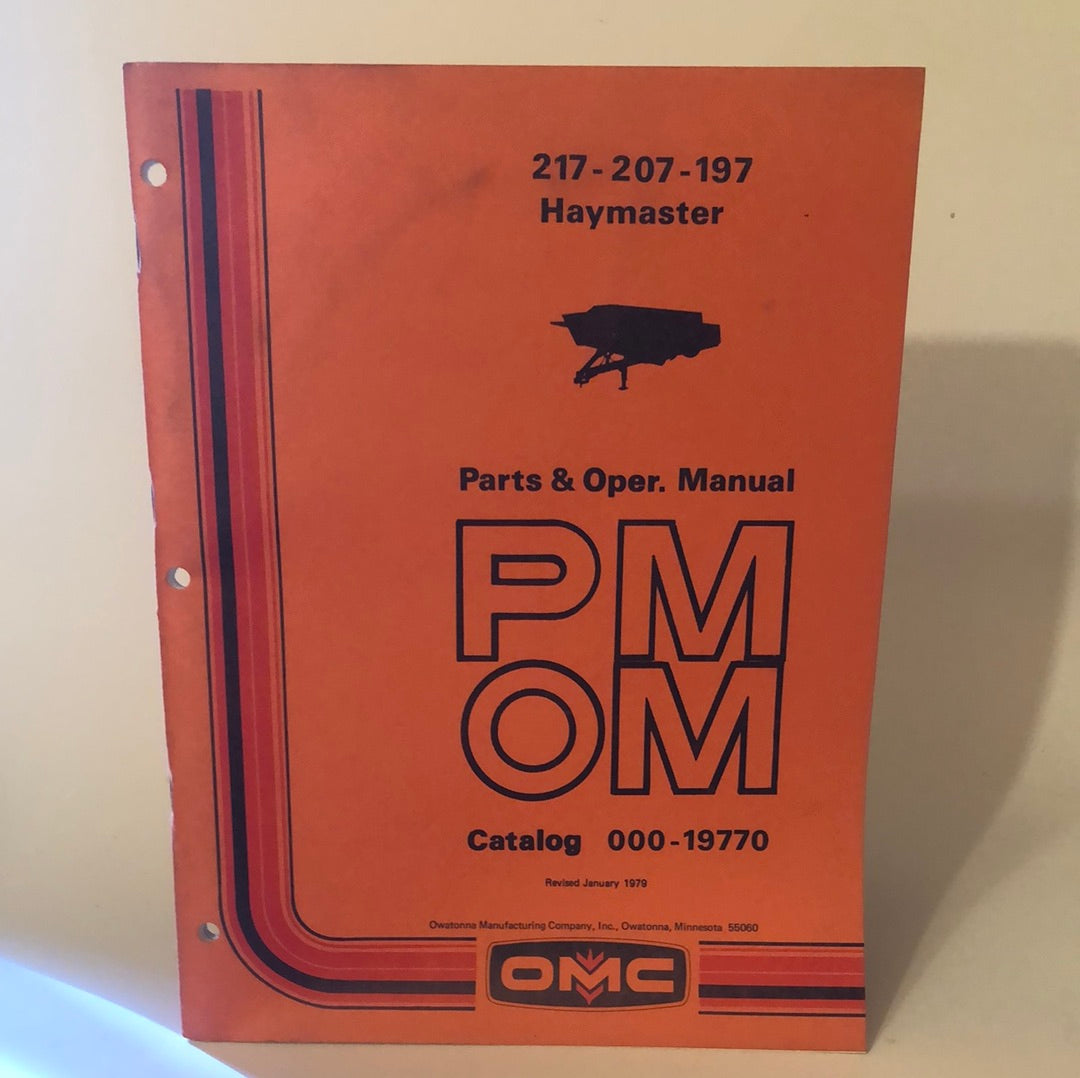 217-207-197
Haymaster
Parts & Oper. Manual
PM
OM
Catalog 000-19770
Revised January 1979
Owatonna Manufacturing Company, Inc., Owatonna, Minnesota 55060
OMC